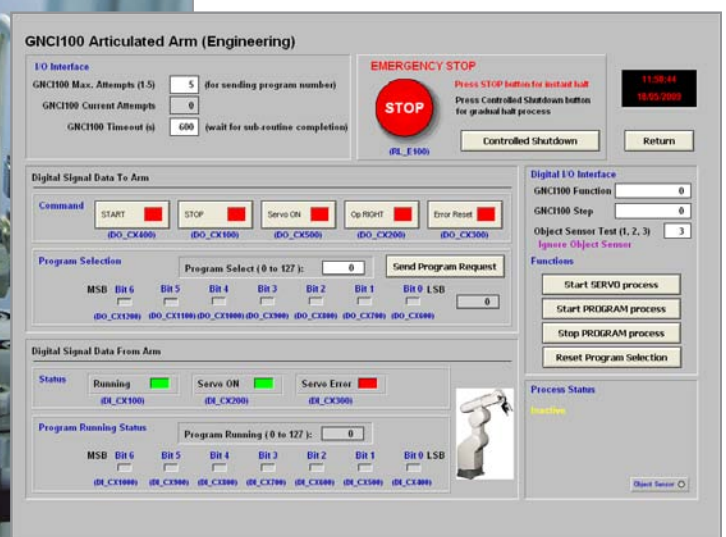 GNCI100 Articulated Arm (Engineering)
I/O Interface
GNCI100 Max. Attempts (1-5) 5 (for sending program number)
GNCI100 Current Attempts 0
GNCI100 Timeout (s) 600 (wait for sub-routine completion)
EMERGENCY STOP
STOP
(RL_E100)
Press STOP button for instant halt
Press Controlled Shutdown button
for gradual halt process
Controlled Shutdown
11:50:44
18/05/2009
Return
Digital Signal Data To Arm
Command
START STOP Servo ON Op RIGHT Error Reset
(DO_CX400) (DO_CX100) (DO_CX500) (DO_CX200) (DO_CX300)
Program Selection
Program Select ( 0 to 127 ): 0 Send Program Request
MSB Bit 6 Bit 5 Bit 4 Bit 3 Bit 2 Bit 1 Bit 0 LSB
0
(DO_CX1200) (DO_CX1100) (DO_CX1000) (DO_CX900) (DO_CX800) (DO_CX700) (DO_CX600)
Digital Signal Data From Arm
Status
Running Servo ON Servo Error
(DI_CX100) (DI_CX200) (DI_CX300)
Program Running Status
Program Running ( 0 to 127 ): 0
MSB Bit 6 Bit 5 Bit 4 Bit 3 Bit 2 Bit 1 Bit 0 LSB
(DI_CX1000) (DI_CX900) (DI_CX800) (DI_CX700) (DI_CX600) (DI_CX500) (DI_CX400)
Digital I/O Interface
GNCI100 Function 0
GNCI100 Step 0
Object Sensor Test (1, 2, 3) 3
Ignore Object Sensor
Functions
Start SERVO process
Start PROGRAM process
Stop PROGRAM process
Reset Program Selection
Process Status
Inactive
Object Sensor